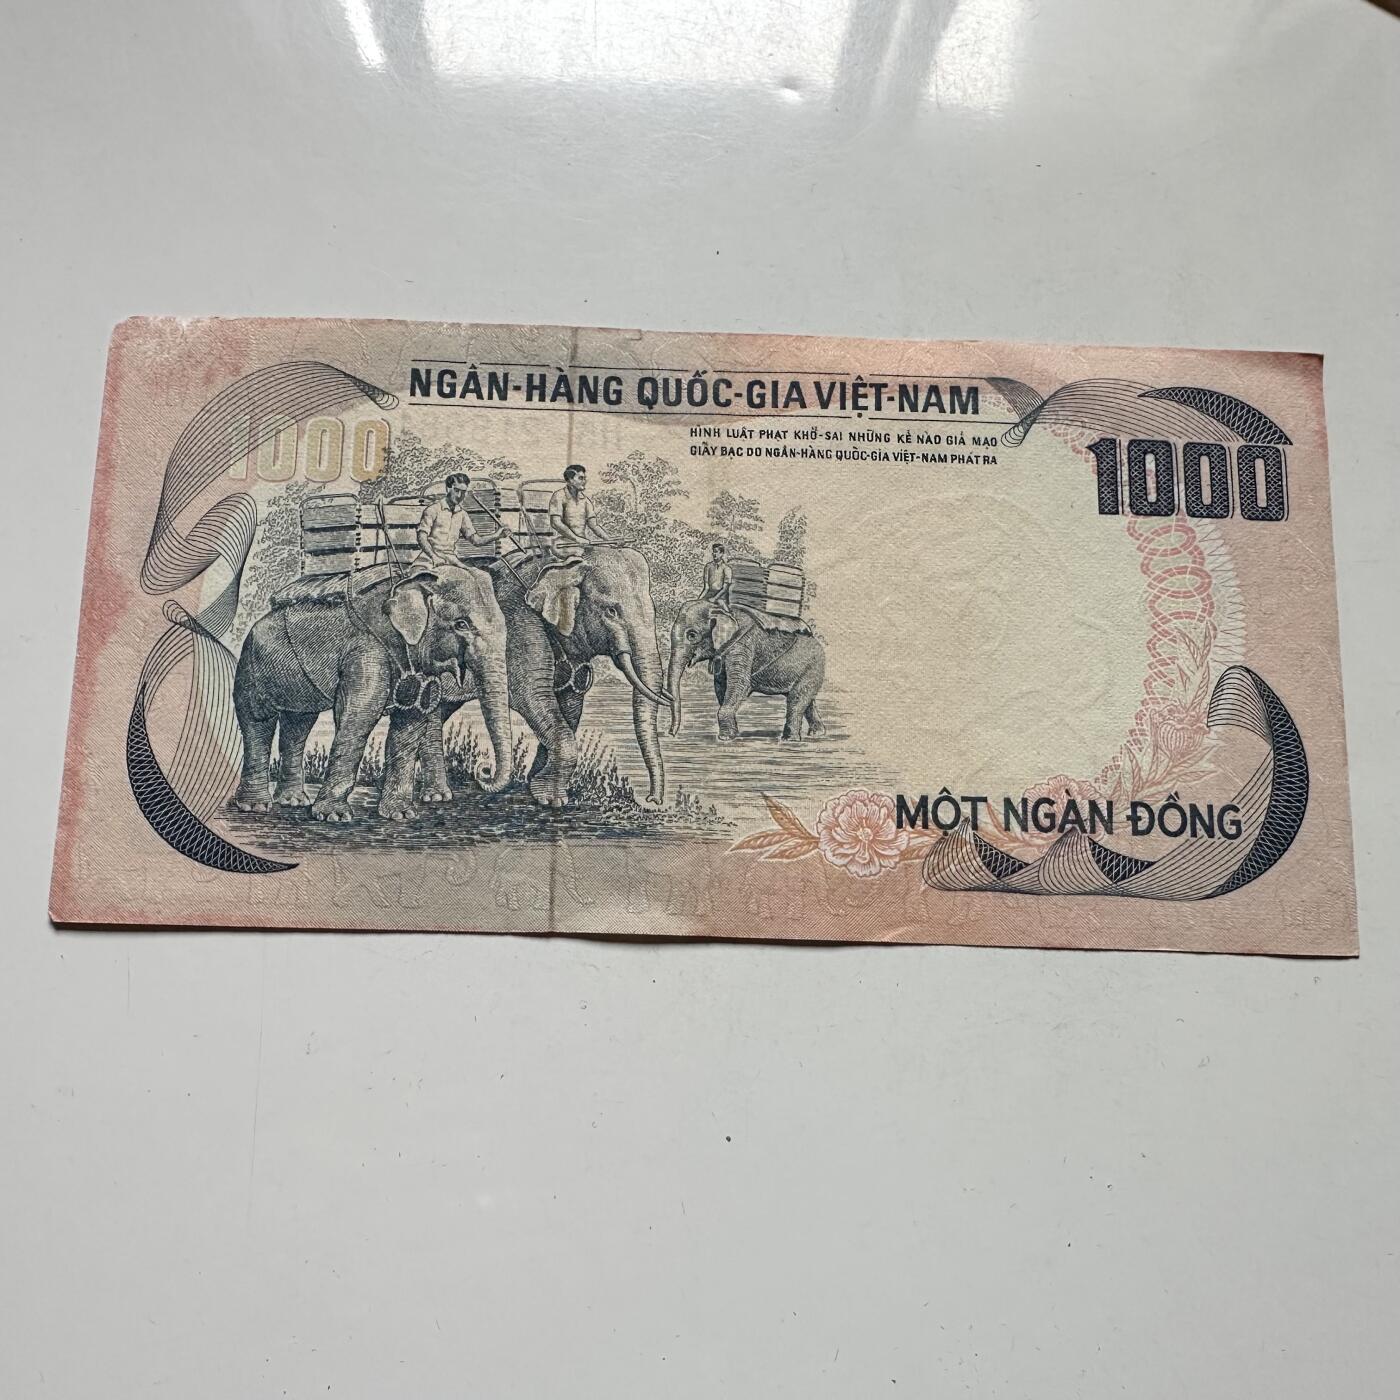 NGÂN-HÀNG QUỐC-GIA VIỆT-NAM
HÌNH LUẬT PHẠT KHỔ-SAI NHỮNG KẺ NÀO GIẢ MẠO
GIẤY BẠC DO NGÂN-HÀNG QUỐC-GIA VIỆT-NAM PHÁT RA
1000
1000
MỘT NGÀN ĐỒNG